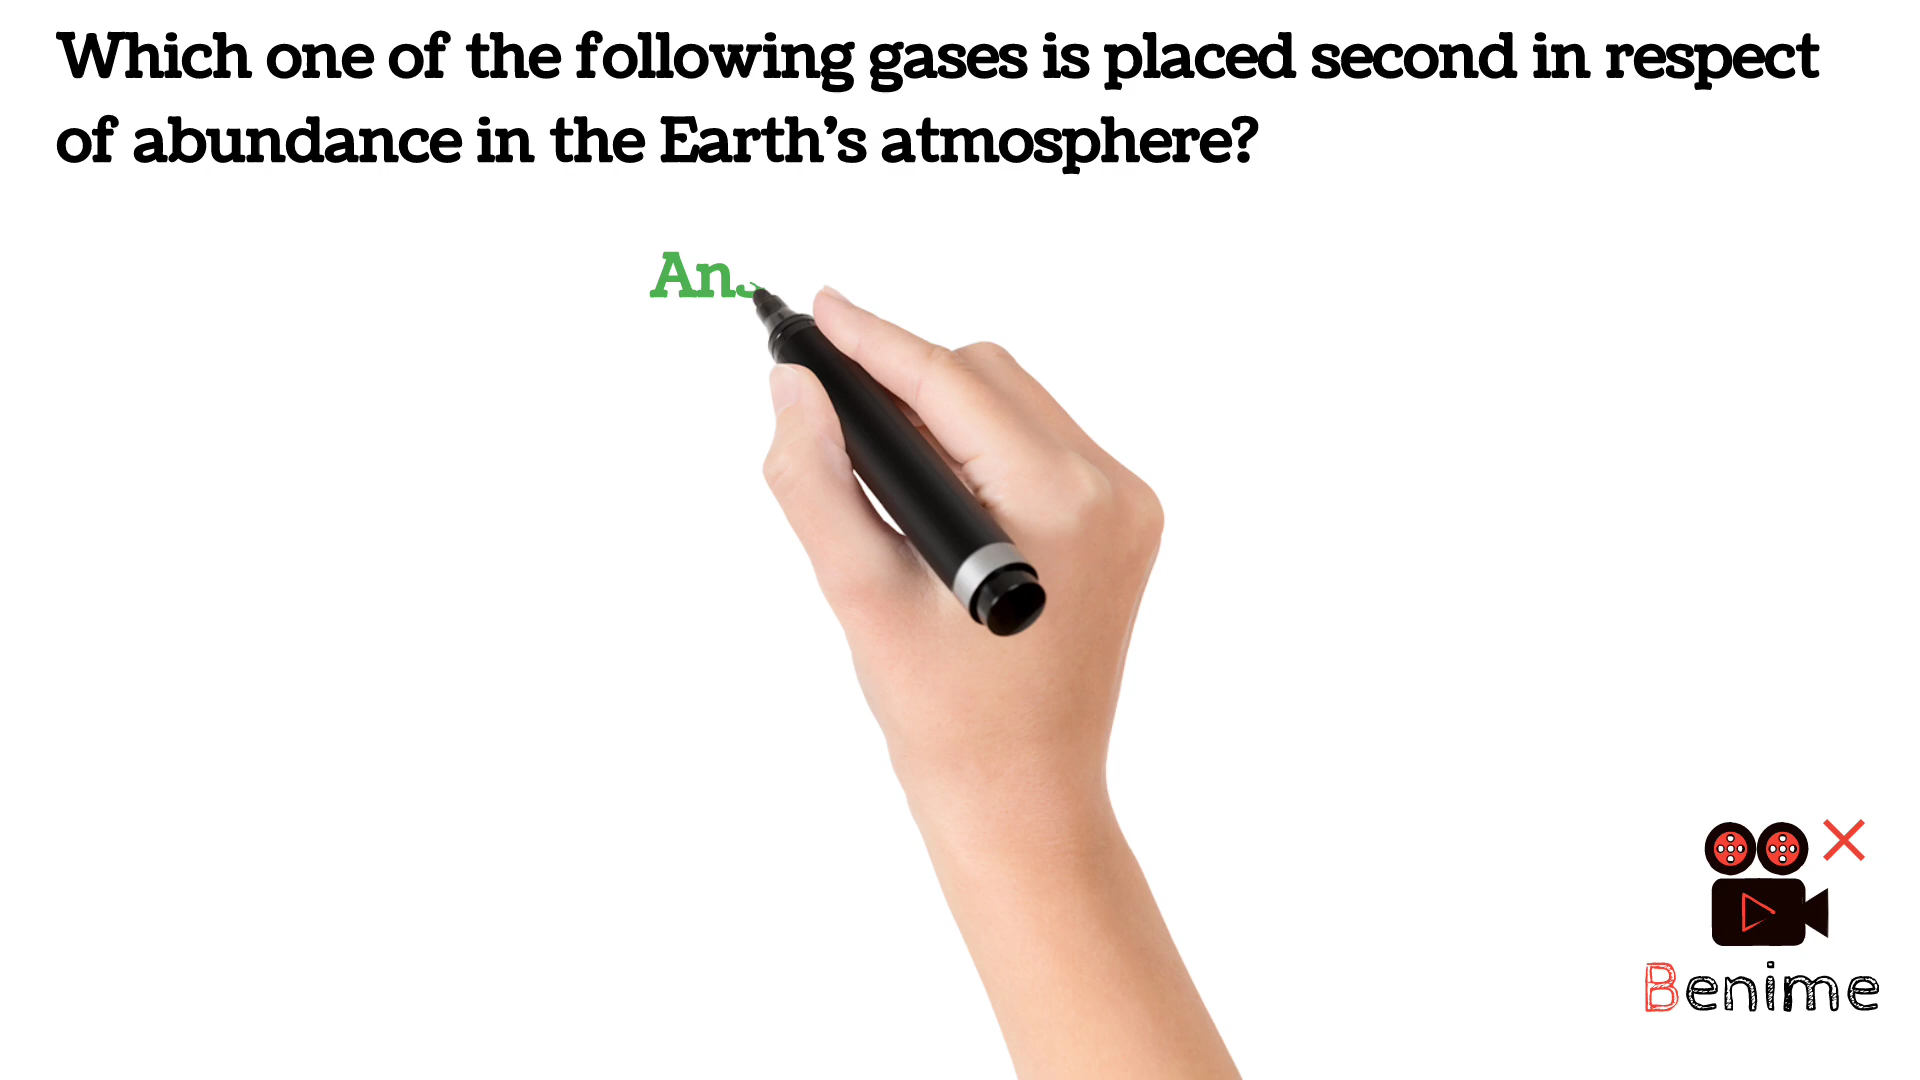 Which one of the following gases is placed second in respect
of abundance in the Earth’s atmosphere?
An
Benime